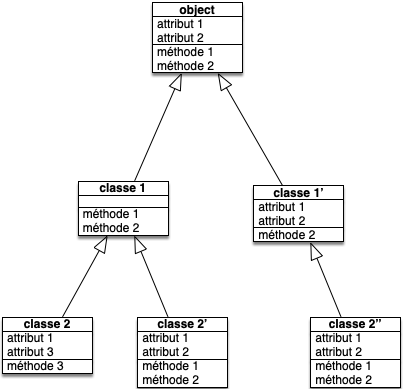 object
attribut 1
attribut 2
méthode 1
méthode 2
classe 1
méthode 1
méthode 2
classe 1'
attribut 1
attribut 2
méthode 2
classe 2
attribut 1
attribut 3
méthode 3
classe 2'
attribut 1
attribut 2
méthode 1
méthode 2
classe 2''
attribut 1
attribut 2
méthode 1
méthode 2